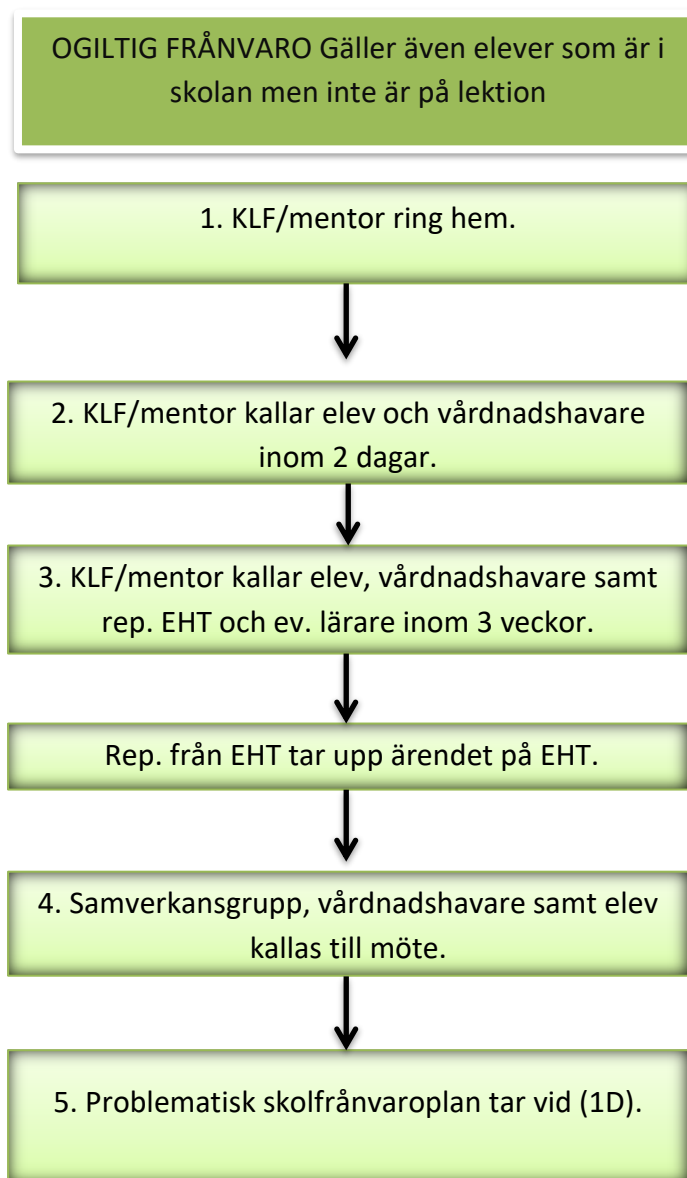 OGILTIG FRÅNVARO Gäller även elever som är i
skolan men inte är på lektion
1. KLF/mentor ring hem.
2. KLF/mentor kallar elev och vårdnadshavare
inom 2 dagar.
3. KLF/mentor kallar elev, vårdnadshavare samt
rep. EHT och ev. lärare inom 3 veckor.
Rep. från EHT tar upp ärendet på EHT.
4. Samverkansgrupp, vårdnadshavare samt elev
kallas till möte.
5. Problematisk skolfrånvaroplan tar vid (1D).